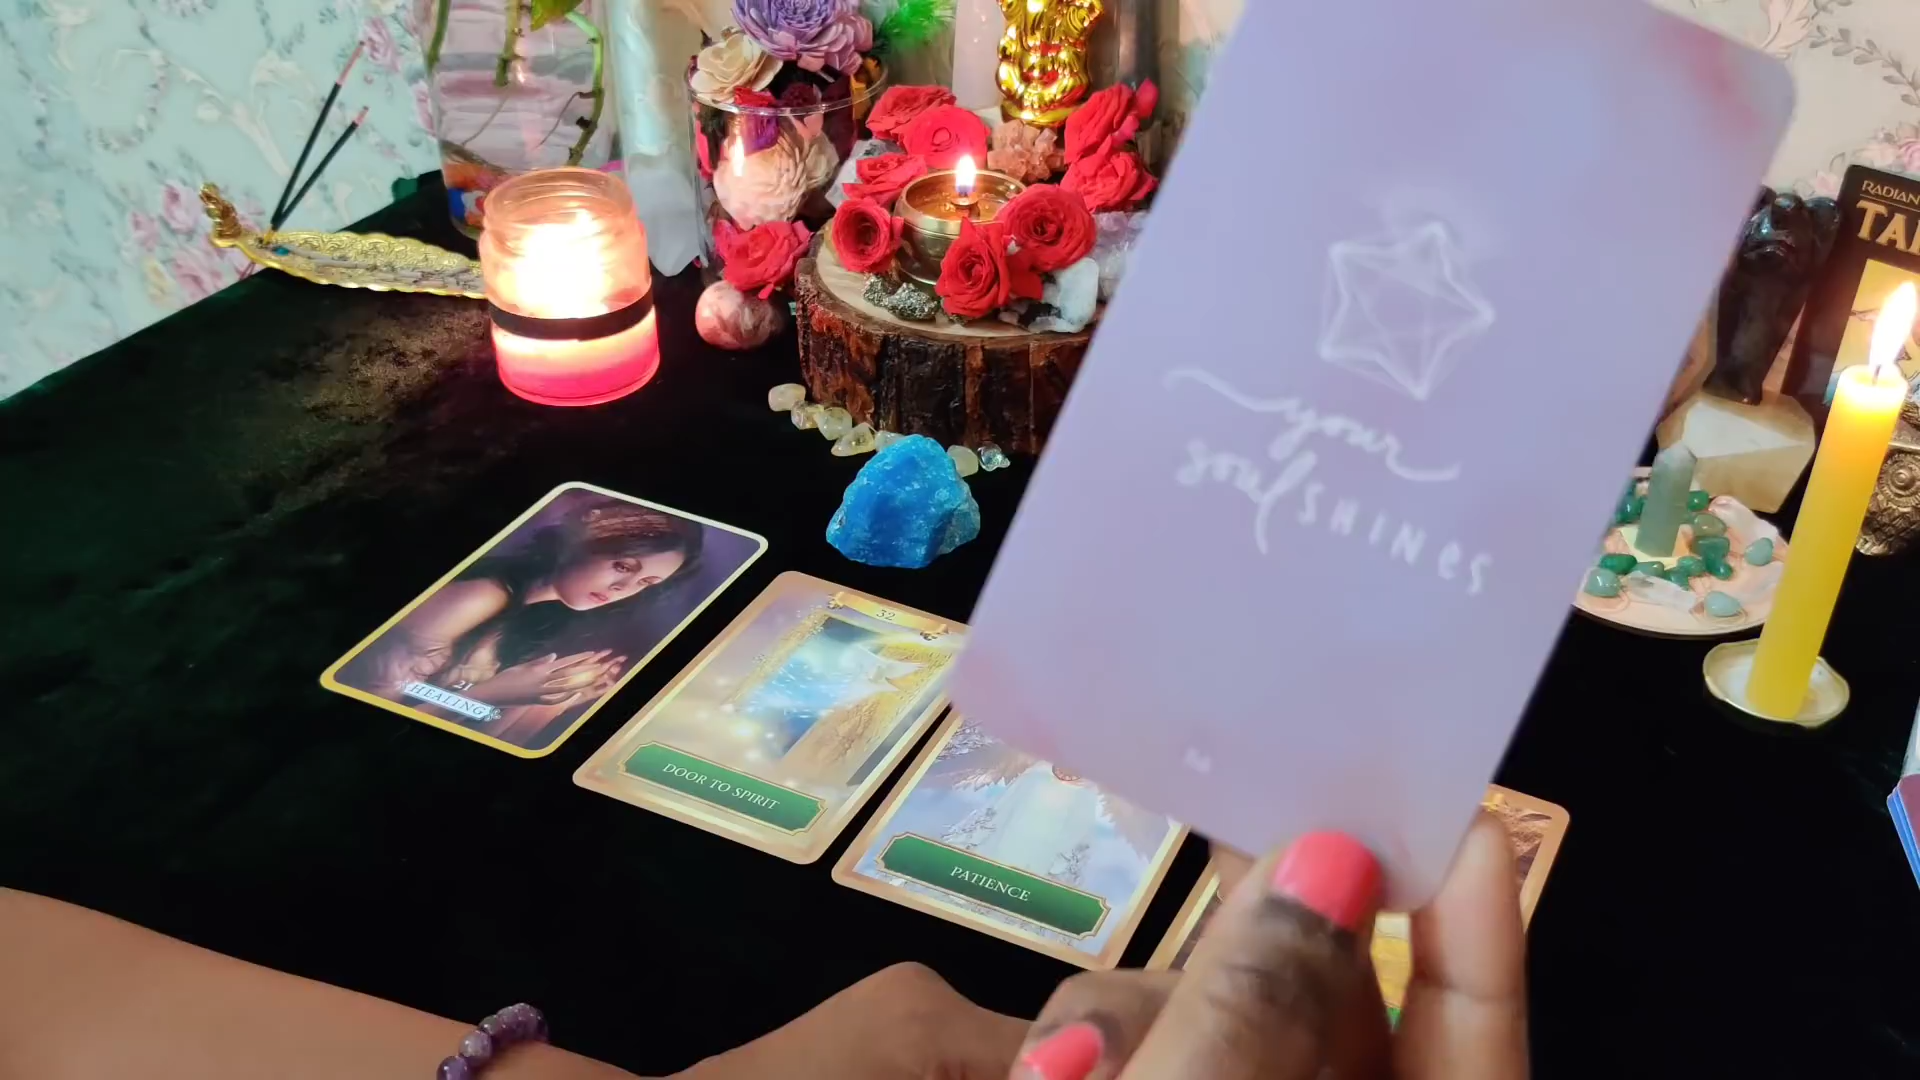 your
soul SHINES
RADIAN
TA
32
21
HEALING
DOOR TO SPIRIT
PATIENCE